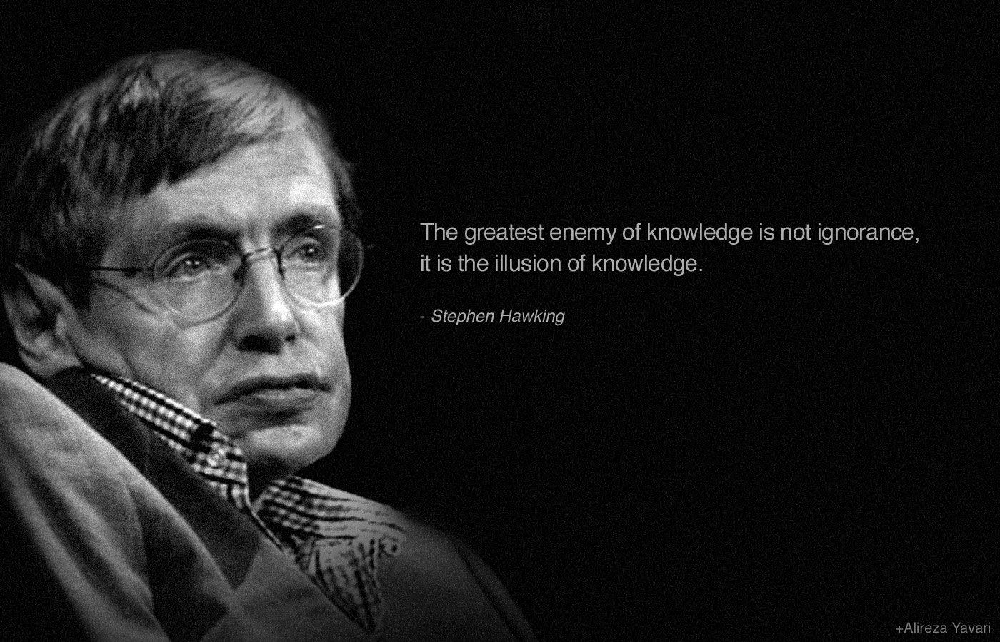 The greatest enemy of knowledge is not ignorance,
it is the illusion of knowledge.
- Stephen Hawking
+Alireza Yavari